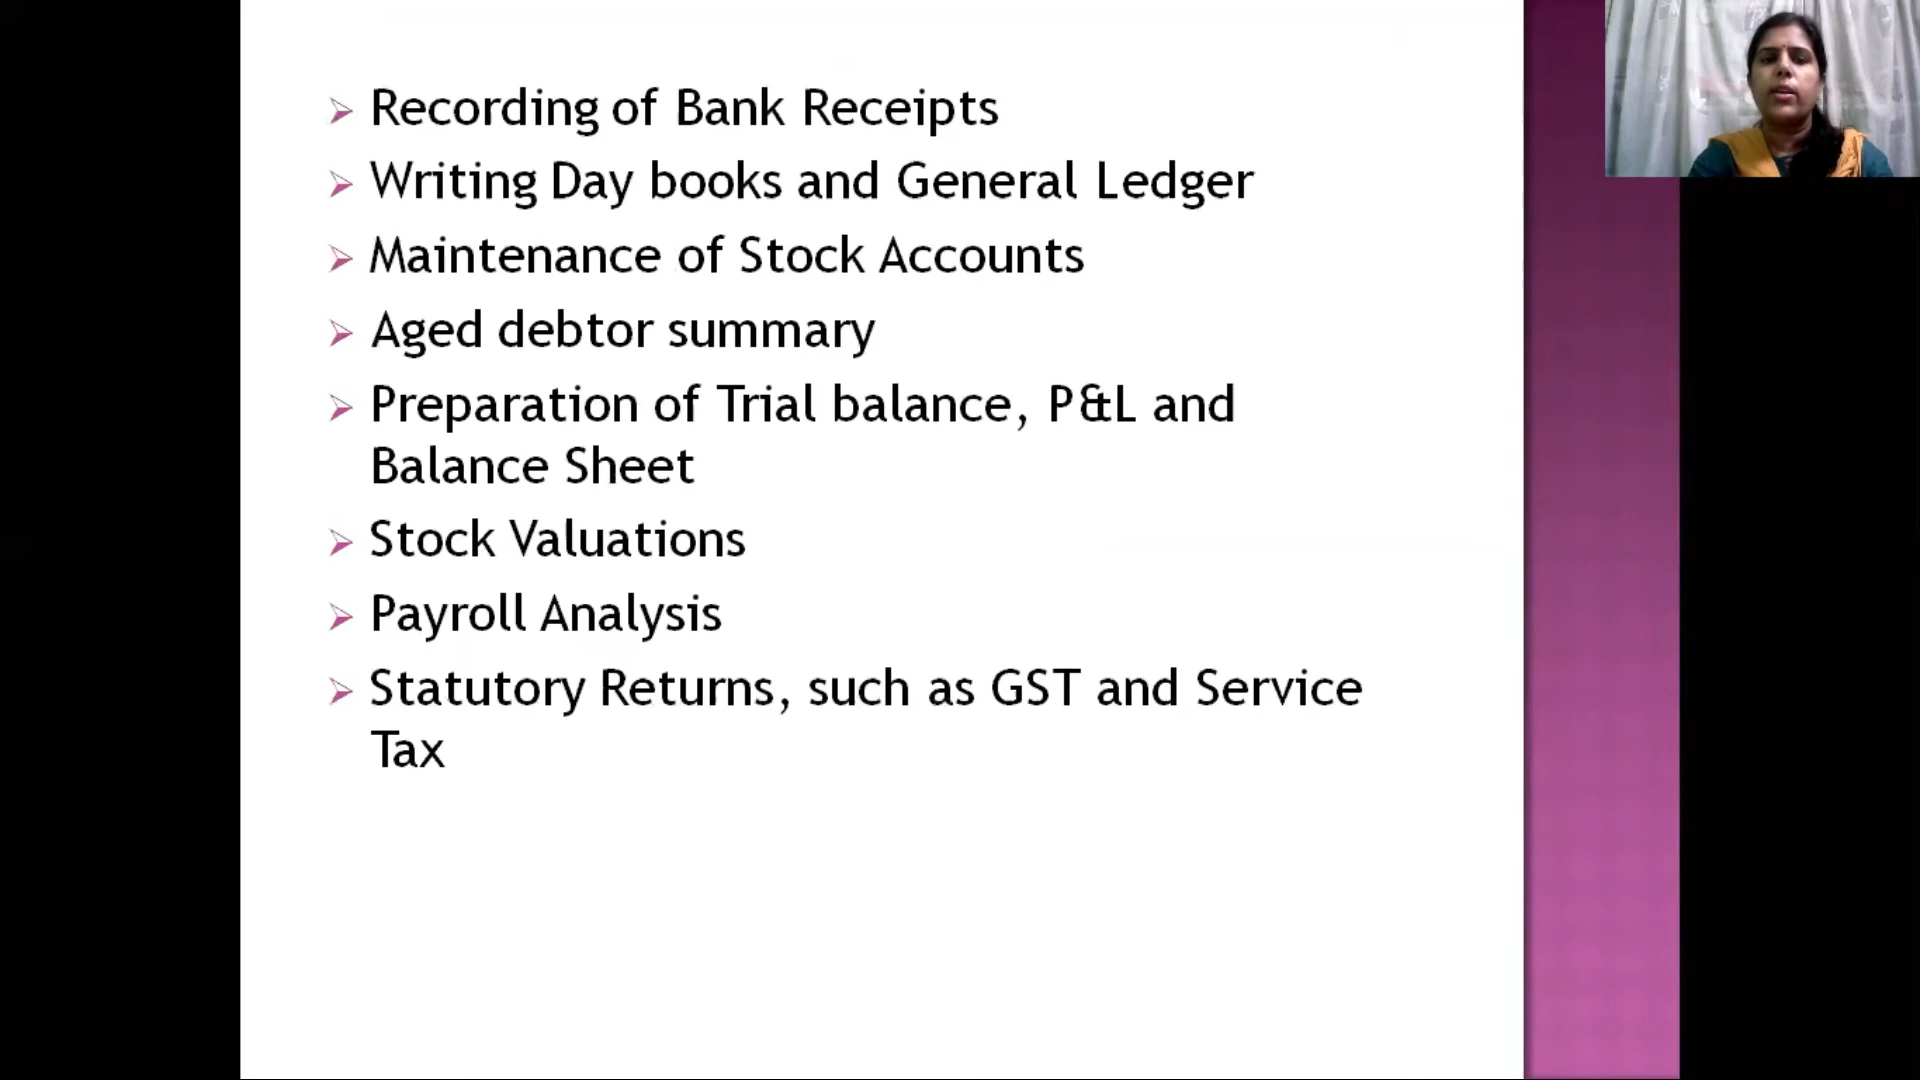 Recording of Bank Receipts
Writing Day books and General Ledger
Maintenance of Stock Accounts
Aged debtor summary
Preparation of Trial balance, P&L and
Balance Sheet
Stock Valuations
Payroll Analysis
Statutory Returns, such as GST and Service
Tax